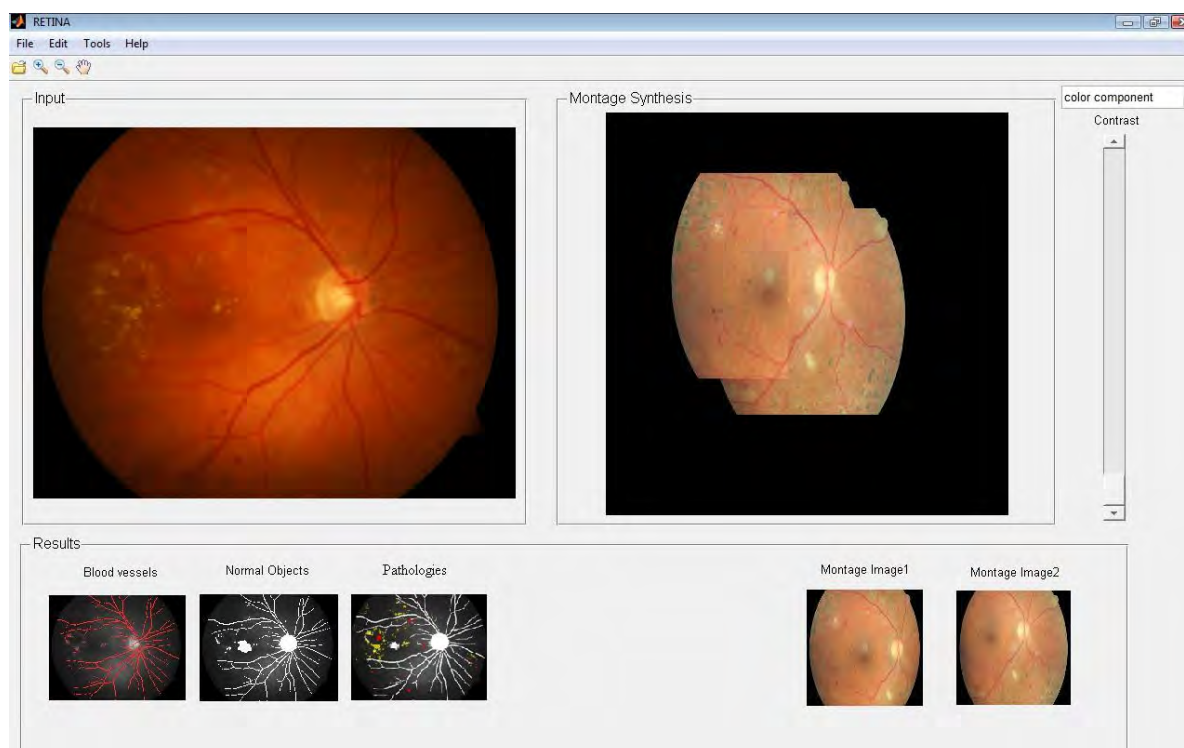 RETINA
File Edit Tools Help
Input
Montage Synthesis
color component
Contrast
Results
Blood vessels
Normal Objects
Pathologies
Montage Image1
Montage Image2